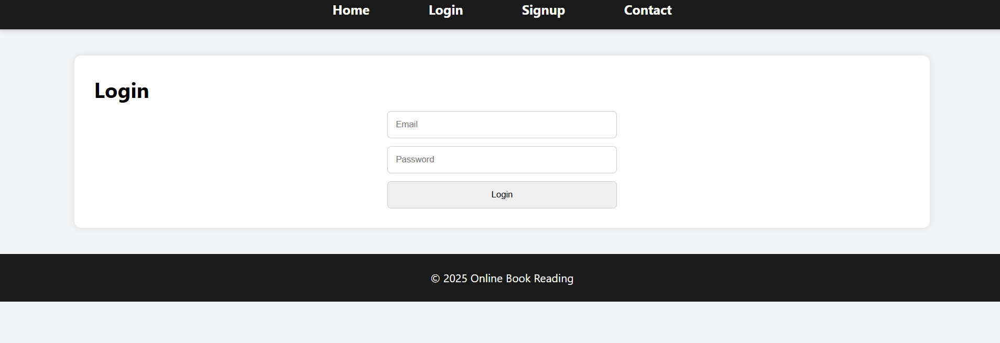 Home Login Signup Contact
Login
Email
Password
Login
© 2025 Online Book Reading